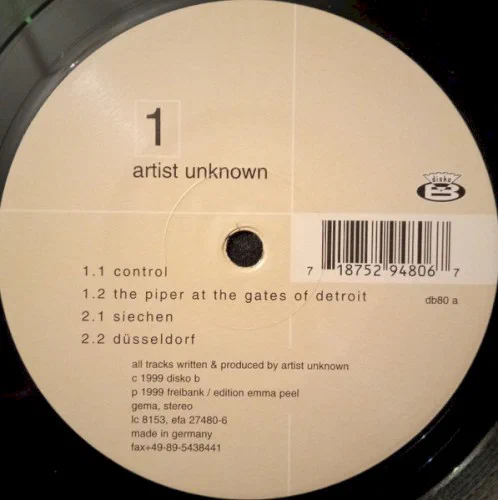 1
artist unknown
disko
B
7 18752 94806 7
db80 a
1.1 control
1.2 the piper at the gates of detroit
2.1 siechen
2.2 düsseldorf
all tracks written & produced by artist unknown
c 1999 disko b
p 1999 freibank / edition emma peel
gema, stereo
lc 8153, efa 27480-6
made in germany
fax+49-89-5438441